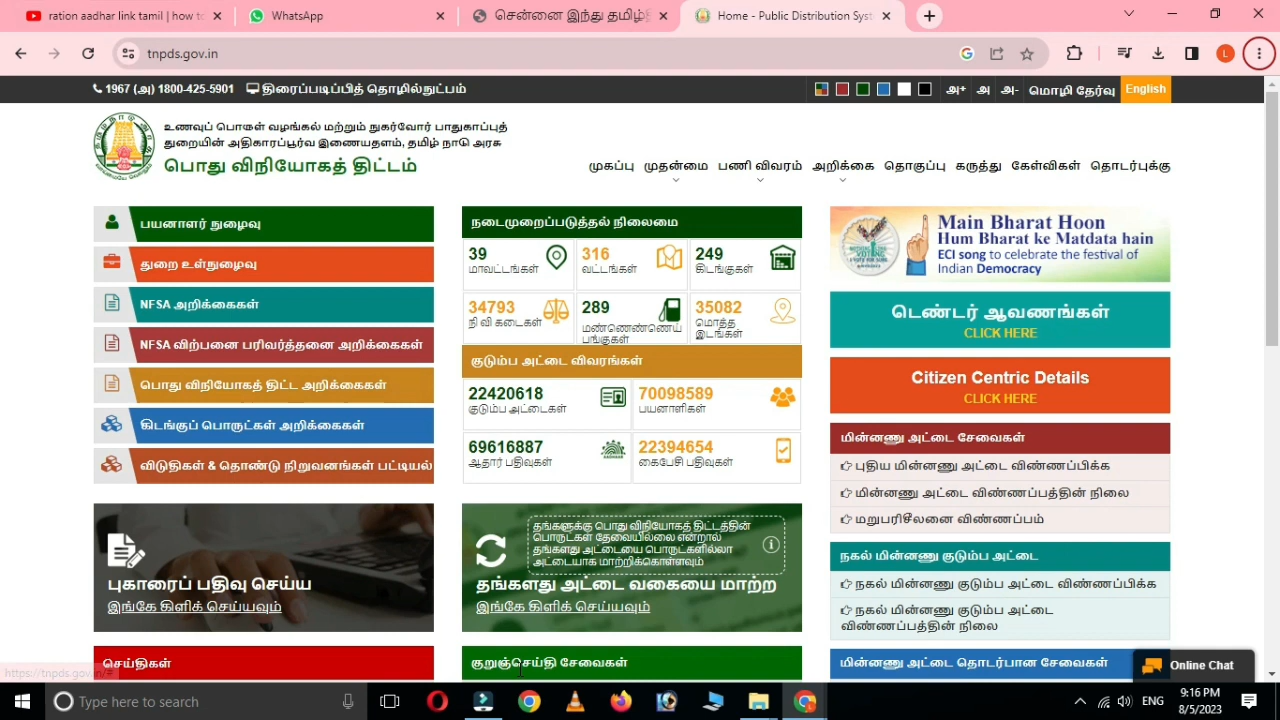 ration aadhar link tamil | how to
WhatsApp
சென்னை இந்து தமிழ்
Home - Public Distribution Sys
tnpds.gov.in
1967 (அ) 1800-425-5901
திரைப்படிப்பித் தொழில்நுட்பம்
அ+ அ அ- மொழி தேர்வு English
உணவுப் பொருள் வழங்கல் மற்றும் நுகர்வோர் பாதுகாப்புத்
துறையின் அதிகாரப்பூர்வ இணையதளம், தமிழ் நாடு அரசு
பொது விநியோகத் திட்டம்
முகப்பு முதன்மை பணி விவரம் அறிக்கை தொகுப்பு கருத்து கேள்விகள் தொடர்புக்கு
பயனாளர் நுழைவு
துறை உள்நுழைவு
NFSA அறிக்கைகள்
NFSA விற்பனை பரிவர்த்தனை அறிக்கைகள்
பொது விநியோகத் திட்ட அறிக்கைகள்
கிடங்குப் பொருட்கள் அறிக்கைகள்
விடுதிகள் & தொண்டு நிறுவனங்கள் பட்டியல்
நடைமுறைப்படுத்தல் நிலைமை
39
மாவட்டங்கள்
316
வட்டங்கள்
249
கிடங்குகள்
34793
நி வி கடைகள்
289
மண்ணெண்ணெய்
பங்குகள்
35082
மொத்த
இடங்கள்
குடும்ப அட்டை விவரங்கள்
22420618
குடும்ப அட்டைகள்
70098589
பயனாளிகள்
69616887
ஆதார் பதிவுகள்
22394654
கைபேசி பதிவுகள்
Main Bharat Hoon
Hum Bharat ke Matdata hain
ECI song to celebrate the festival of
Indian Democracy
டெண்டர் ஆவணங்கள்
CLICK HERE
Citizen Centric Details
CLICK HERE
மின்னணு அட்டை சேவைகள்
புதிய மின்னணு அட்டை விண்ணப்பிக்க
மின்னணு அட்டை விண்ணப்பத்தின் நிலை
மறுபரிசீலனை விண்ணப்பம்
நகல் மின்னணு குடும்ப அட்டை
நகல் மின்னணு குடும்ப அட்டை விண்ணப்பிக்க
நகல் மின்னணு குடும்ப அட்டை
விண்ணப்பத்தின் நிலை
மின்னணு அட்டை தொடர்பான சேவைகள்
புகாரைப் பதிவு செய்ய
இங்கே கிளிக் செய்யவும்
தங்களுக்கு பொது விநியோகத் திட்டத்தின்
பொருட்கள் தேவையில்லை என்றால்
தங்களது அட்டையை பொருட்களில்லா
அட்டையாக மாற்றிக்கொள்ளவும்
தங்களது அட்டை வகையை மாற்ற
இங்கே கிளிக் செய்யவும்
செய்திகள்
குறுஞ்செய்தி சேவைகள்
https://tnpds.gov.in/#
Online Chat
Type here to search
ENG
9:16 PM
8/5/2023